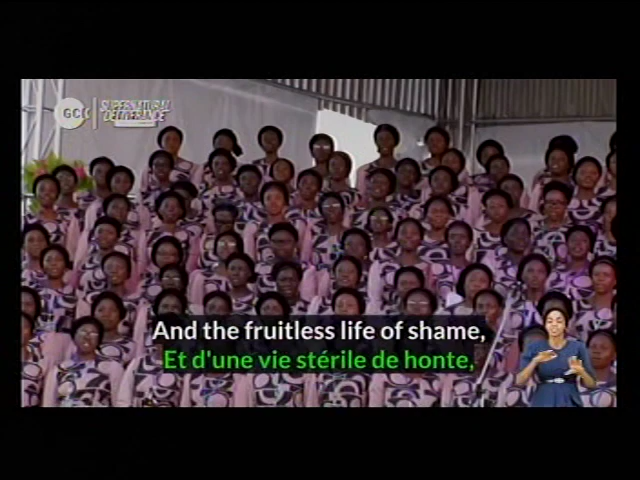 GCK
SUPERNATURAL
DELIVERANCE
And the fruitless life of shame,
Et d'une vie stérile de honte,